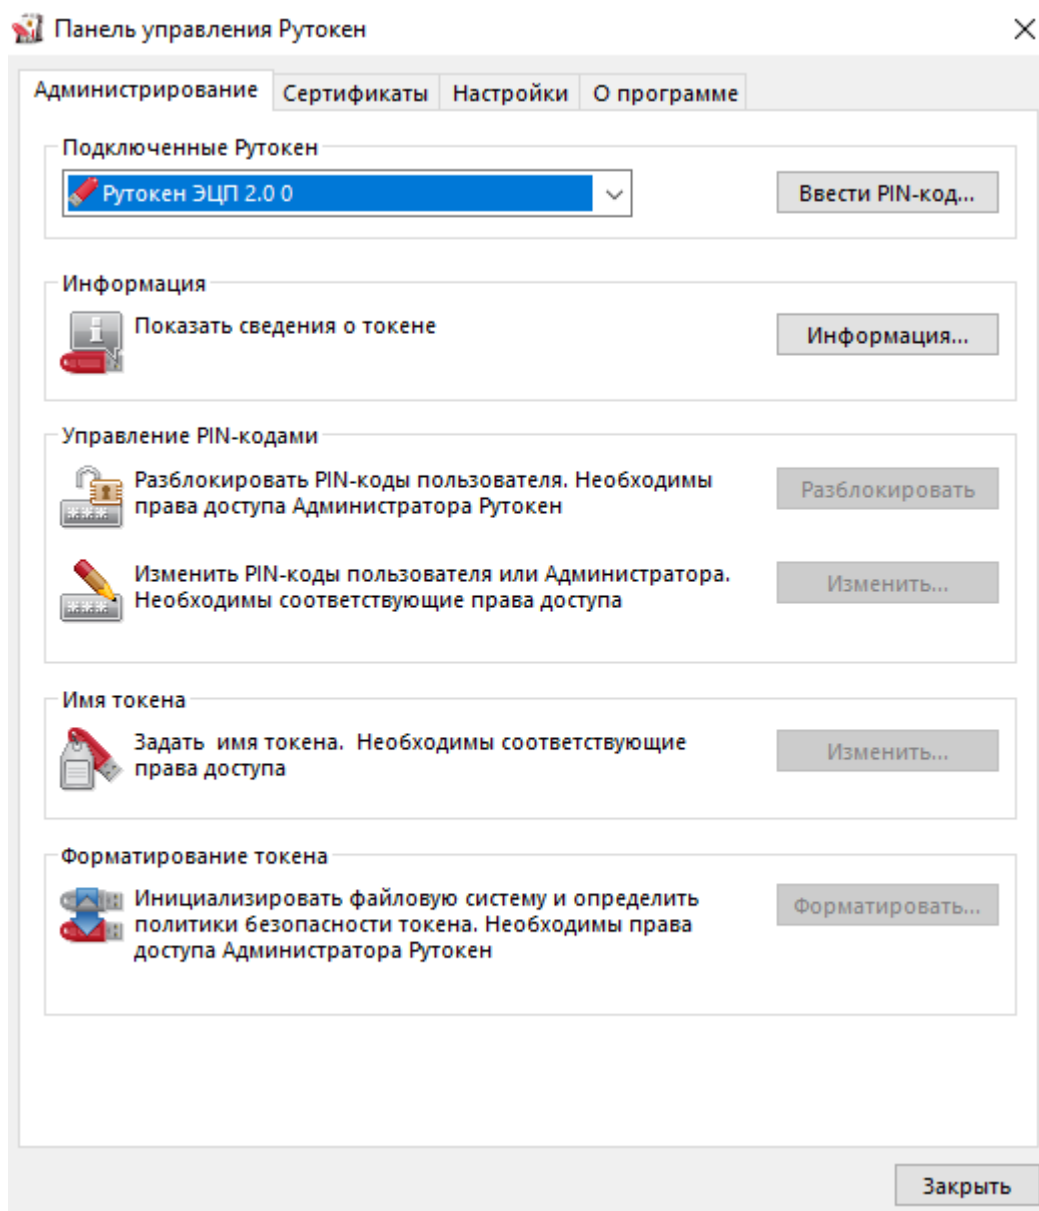 Панель управления Рутокен
Администрирование Сертификаты Настройки О программе
Подключенные Рутокен
Рутокен ЭЦП 2.0 0
Ввести PIN-код...
Информация
Показать сведения о токене
Информация...
Управление PIN-кодами
Разблокировать PIN-коды пользователя. Необходимы
права доступа Администратора Рутокен
Разблокировать
Изменить PIN-коды пользователя или Администратора.
Необходимы соответствующие права доступа
Изменить...
Имя токена
Задать имя токена. Необходимы соответствующие
права доступа
Изменить...
Форматирование токена
Инициализировать файловую систему и определить
политики безопасности токена. Необходимы права
доступа Администратора Рутокен
Форматировать...
Закрыть